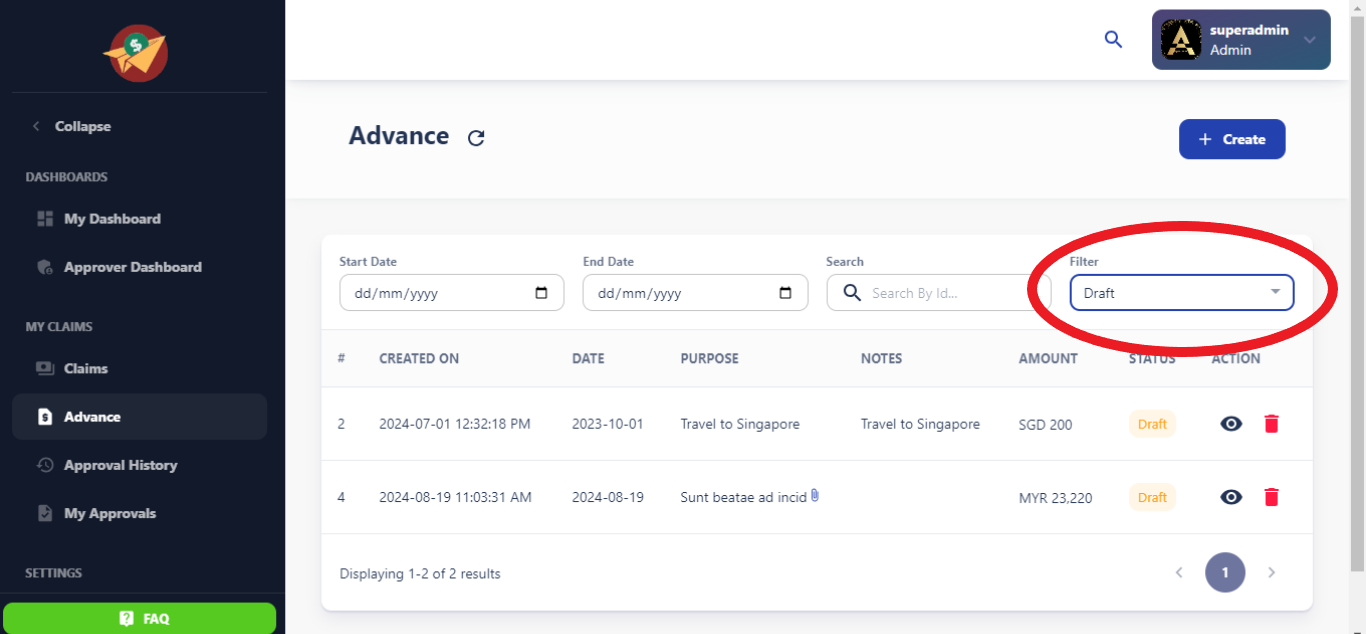 superadmin
Admin
Collapse
DASHBOARDS
My Dashboard
Approver Dashboard
MY CLAIMS
Claims
Advance
Approval History
My Approvals
SETTINGS
FAQ
Advance
Create
Start Date
End Date
Search
Filter
dd/mm/yyyy
dd/mm/yyyy
Search By Id...
Draft
# CREATED ON DATE PURPOSE NOTES AMOUNT STATUS ACTION
2 2024-07-01 12:32:18 PM 2023-10-01 Travel to Singapore Travel to Singapore SGD 200 Draft
4 2024-08-19 11:03:31 AM 2024-08-19 Sunt beatae ad incid MYR 23,220 Draft
Displaying 1-2 of 2 results
1